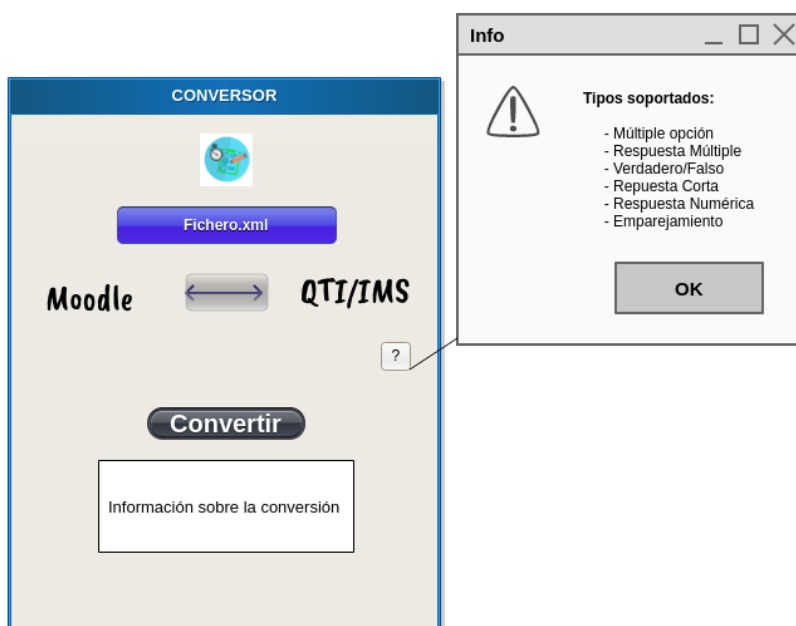 CONVERSOR
Fichero.xml
Moodle
QTI/IMS
?
Convertir
Información sobre la conversión
Info
Tipos soportados:
- Múltiple opción
- Respuesta Múltiple
- Verdadero/Falso
- Repuesta Corta
- Respuesta Numérica
- Emparejamiento
OK